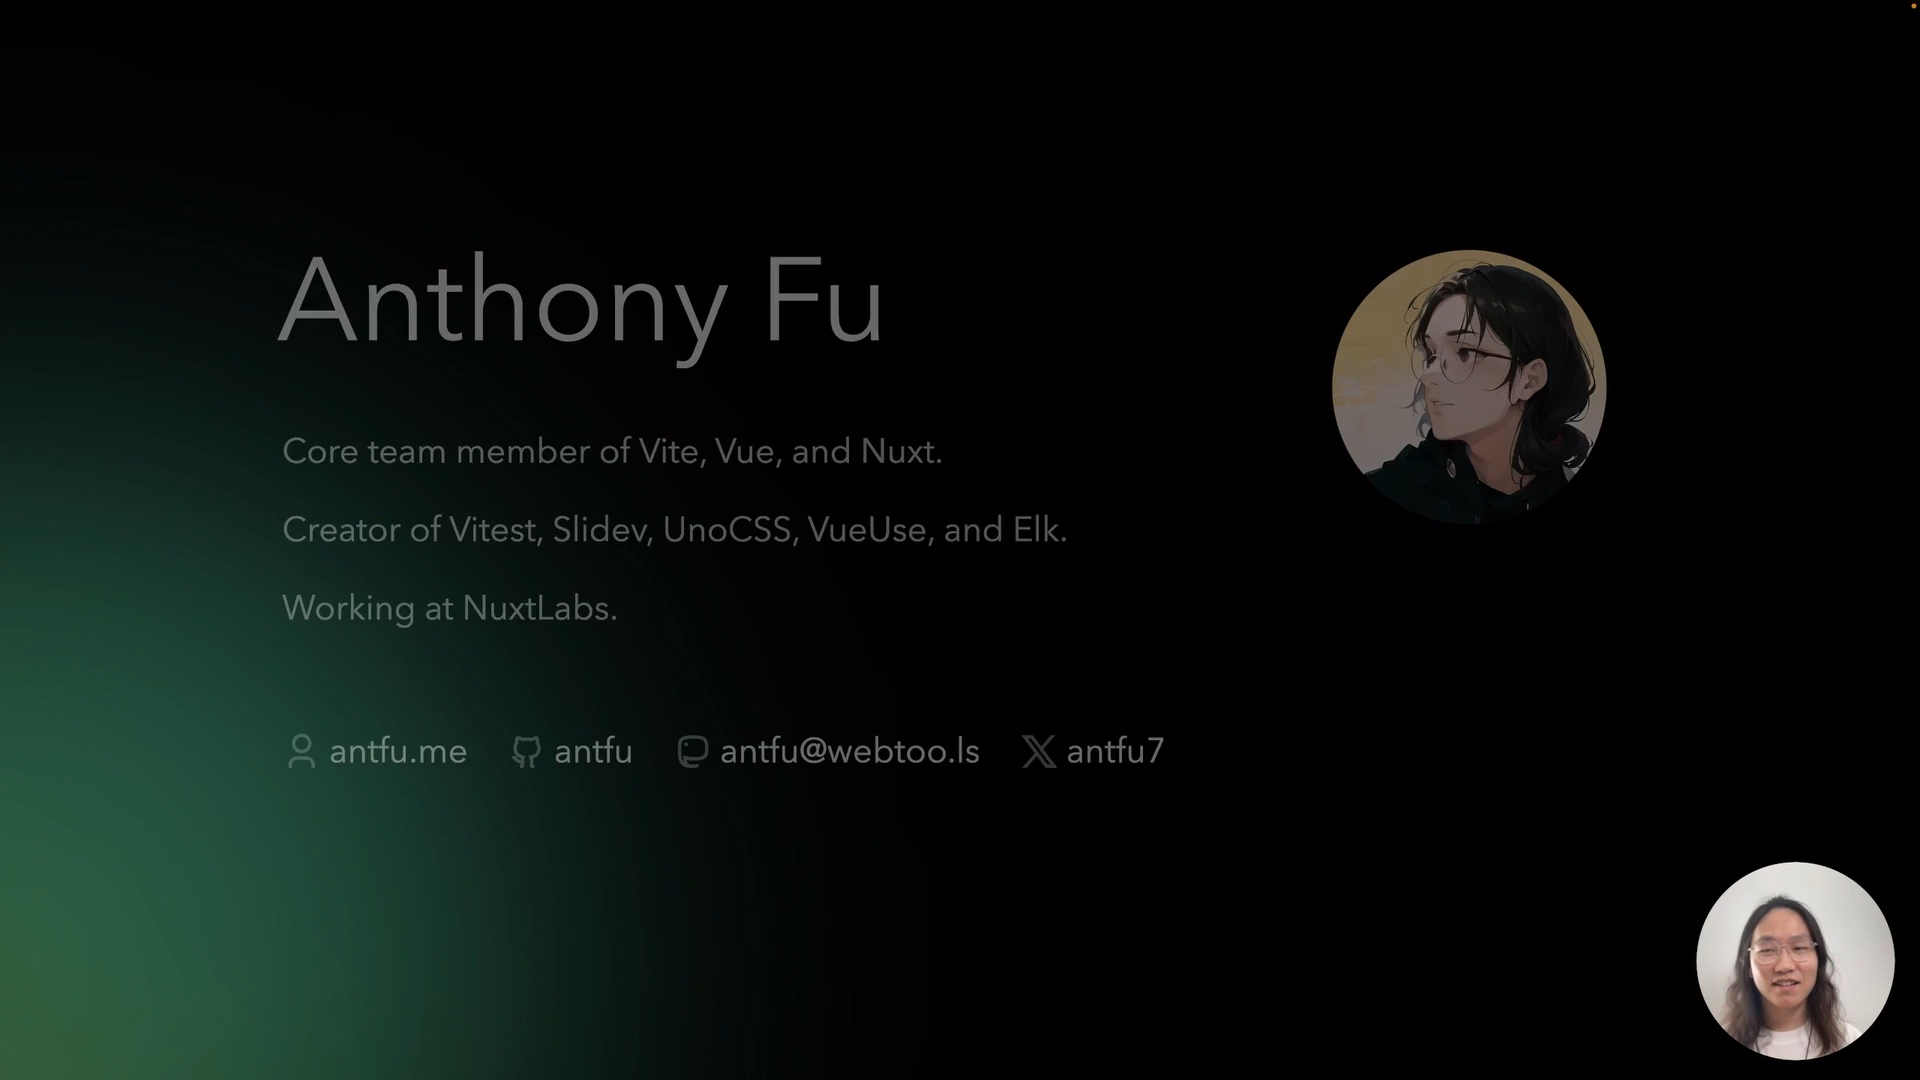 Anthony Fu
Core team member of Vite, Vue, and Nuxt.
Creator of Vitest, Slidev, UnoCSS, VueUse, and Elk.
Working at NuxtLabs.
antfu.me antfu antfu@webtoo.ls antfu7